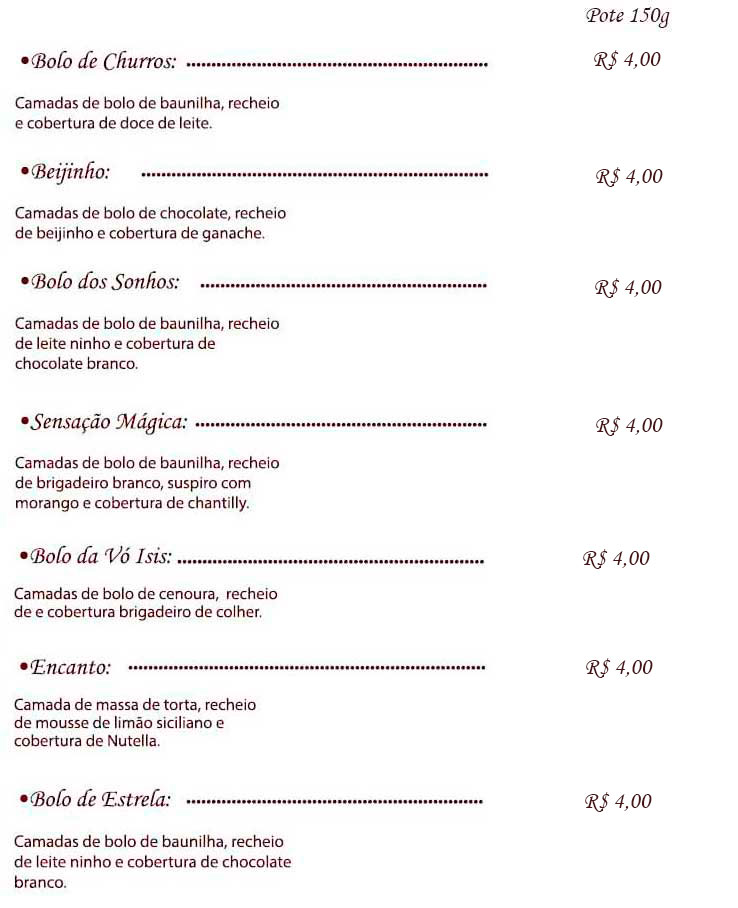 Pote 150g
•Bolo de Churros: ............................................................ R$ 4,00
Camadas de bolo de baunilha, recheio
e cobertura de doce de leite.
•Beijinho: ..................................................................... R$ 4,00
Camadas de bolo de chocolate, recheio
de beijinho e cobertura de ganache.
•Bolo dos Sonhos: ......................................................... R$ 4,00
Camadas de bolo de baunilha, recheio
de leite ninho e cobertura de
chocolate branco.
•Sensação Mágica: .......................................................... R$ 4,00
Camadas de bolo de baunilha, recheio
de brigadeiro branco, suspiro com
morango e cobertura de chantilly.
•Bolo da Vó Isis: ............................................................. R$ 4,00
Camadas de bolo de cenoura, recheio
de e cobertura brigadeiro de colher.
•Encanto: ....................................................................... R$ 4,00
Camada de massa de torta, recheio
de mousse de limão siciliano e
cobertura de Nutella.
•Bolo de Estrela: ........................................................... R$ 4,00
Camadas de bolo de baunilha, recheio
de leite ninho e cobertura de chocolate
branco.